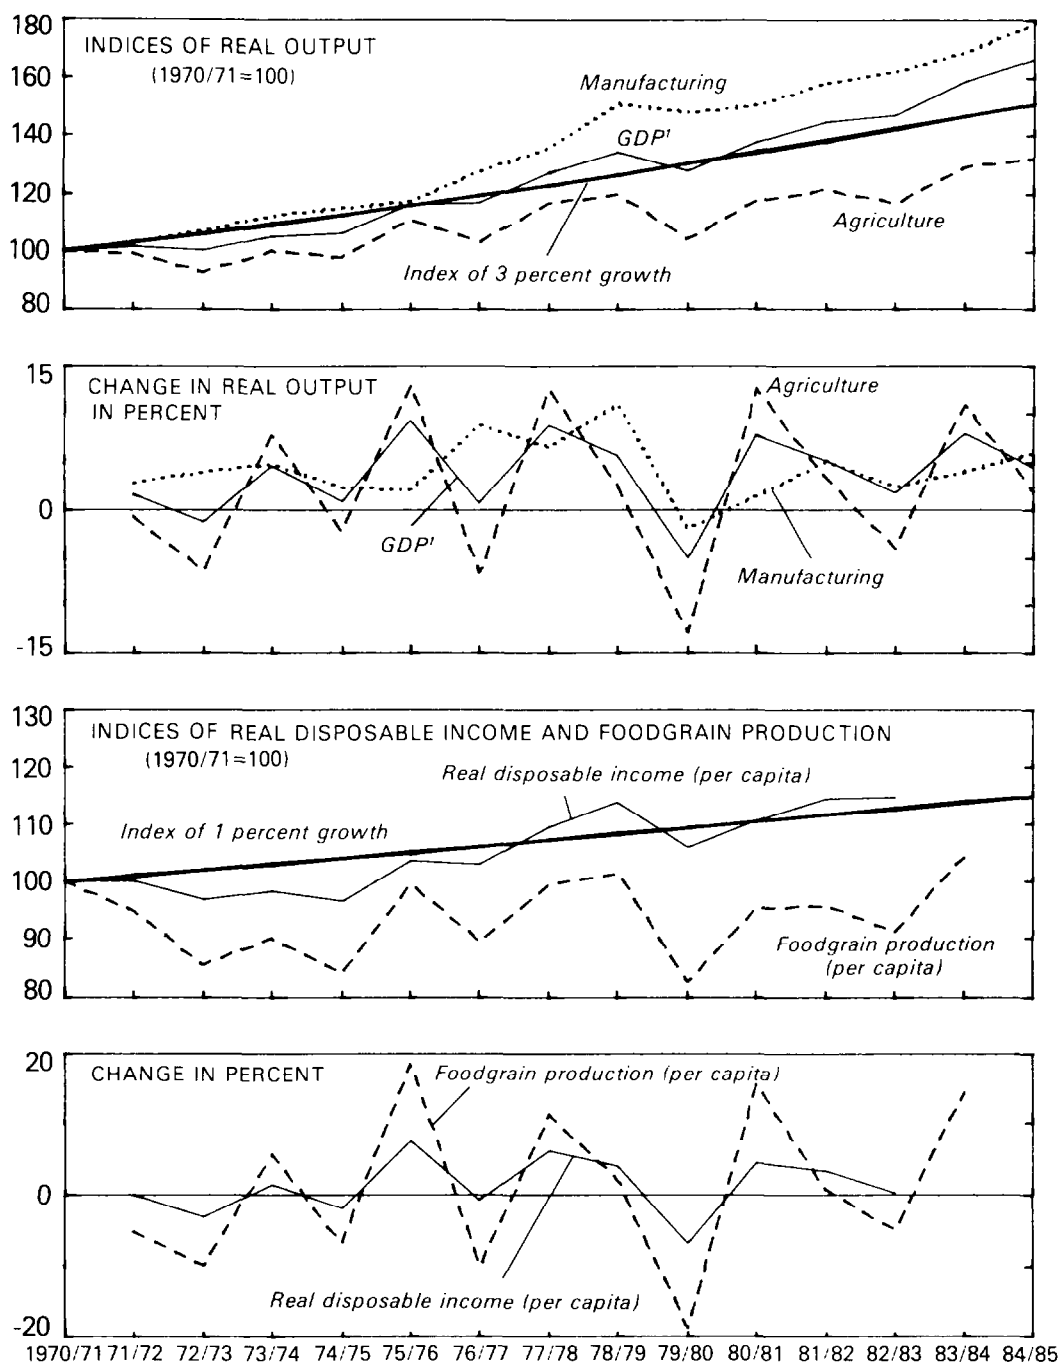 180
160
140
120
100
80
INDICES OF REAL OUTPUT
(1970/71=100)
Manufacturing
GDP¹
Agriculture
Index of 3 percent growth
15
0
-15
CHANGE IN REAL OUTPUT
IN PERCENT
Agriculture
GDP¹
Manufacturing
130
120
110
100
90
80
INDICES OF REAL DISPOSABLE INCOME AND FOODGRAIN PRODUCTION
(1970/71=100)
Real disposable income (per capita)
Index of 1 percent growth
Foodgrain production
(per capita)
20
0
-20
CHANGE IN PERCENT
Foodgrain production (per capita)
Real disposable income (per capita)
1970/71 71/72 72/73 73/74 74/75 75/76 76/77 77/78 78/79 79/80 80/81 81/82 82/83 83/84 84/85